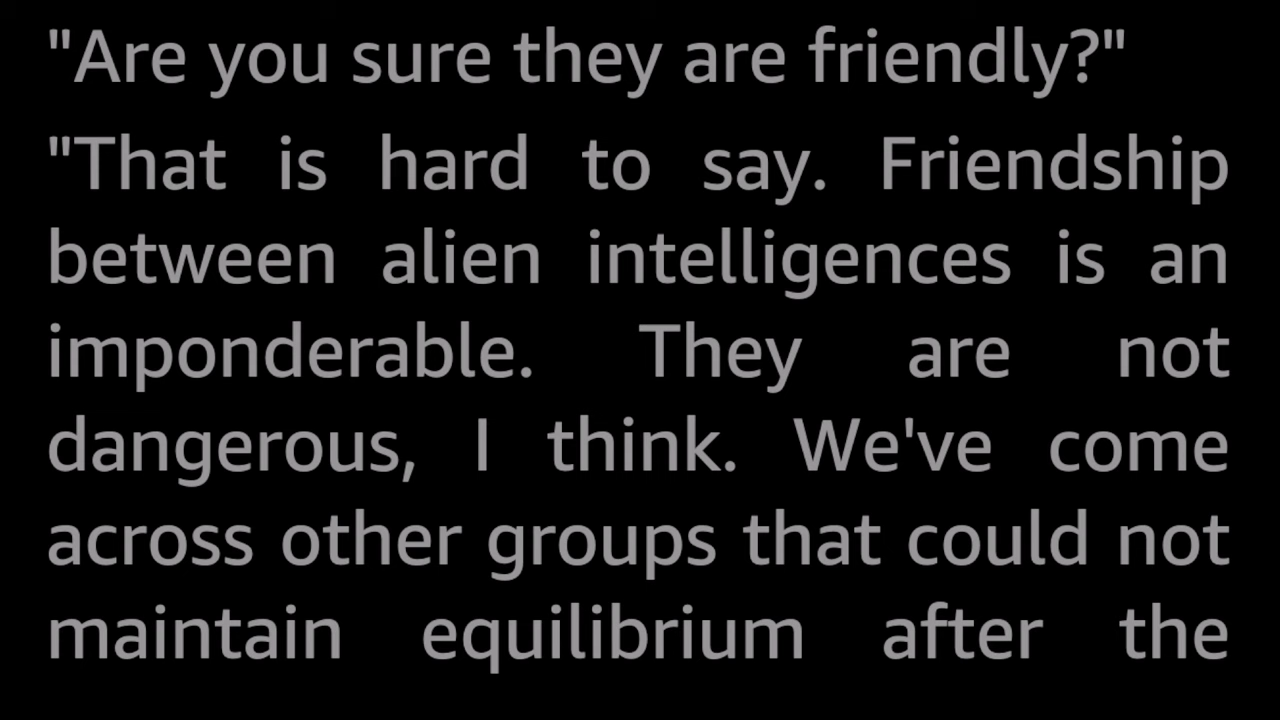 "Are you sure they are friendly?"
"That is hard to say. Friendship
between alien intelligences is an
imponderable. They are not
dangerous, I think. We've come
across other groups that could not
maintain equilibrium after the